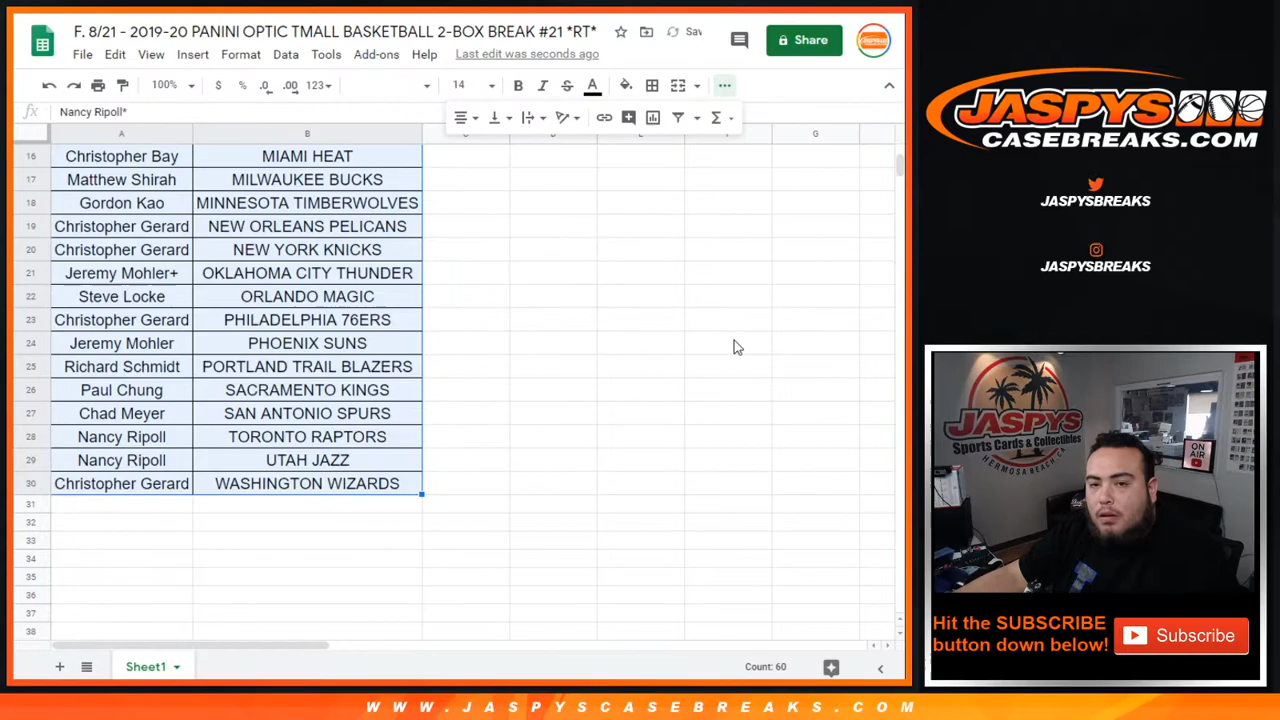 F. 8/21 - 2019-20 PANINI OPTIC TMALL BASKETBALL 2-BOX BREAK #21 *RT*
Sav
Share
File Edit View Insert Format Data Tools Add-ons Help Last edit was seconds ago
100% $ % .0 .00 123 14 B I S A
fx Nancy Ripoll*
A B C D E F G
16 Christopher Bay MIAMI HEAT
17 Matthew Shirah MILWAUKEE BUCKS
18 Gordon Kao MINNESOTA TIMBERWOLVES
19 Christopher Gerard NEW ORLEANS PELICANS
20 Christopher Gerard NEW YORK KNICKS
21 Jeremy Mohler+ OKLAHOMA CITY THUNDER
22 Steve Locke ORLANDO MAGIC
23 Christopher Gerard PHILADELPHIA 76ERS
24 Jeremy Mohler PHOENIX SUNS
25 Richard Schmidt PORTLAND TRAIL BLAZERS
26 Paul Chung SACRAMENTO KINGS
27 Chad Meyer SAN ANTONIO SPURS
28 Nancy Ripoll TORONTO RAPTORS
29 Nancy Ripoll UTAH JAZZ
30 Christopher Gerard WASHINGTON WIZARDS
31
32
33
34
35
36
37
38
Sheet1
Count: 60
JASPYS
CASEBREAKS.COM
JASPYSBREAKS
JASPYSBREAKS
JASPYS
Sports Cards & Collectibles
HERMOSA BEACH CA
ON AIR
Hit the SUBSCRIBE
button down below!
Subscribe
WWW.JASPYSCASEBREAKS.COM